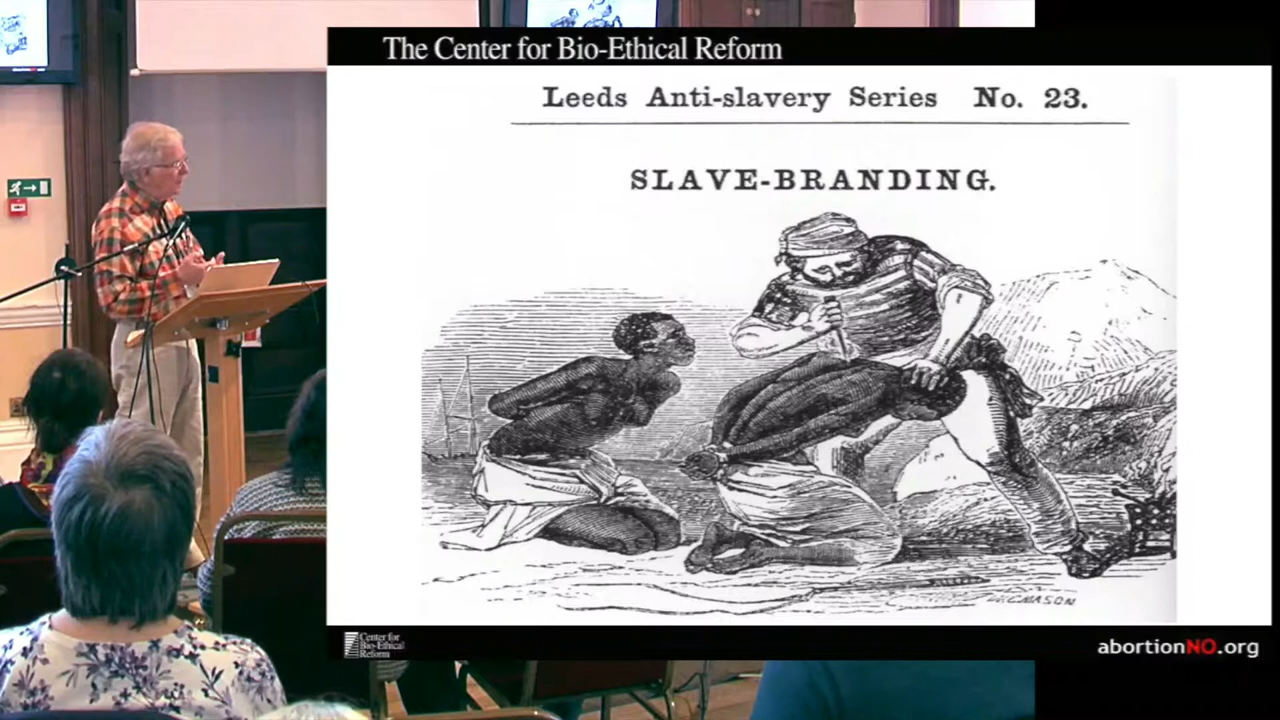 The Center for Bio-Ethical Reform
Leeds Anti-slavery Series No. 23.
SLAVE-BRANDING.
Center for
Bio-Ethical
Reform
abortionNO.org